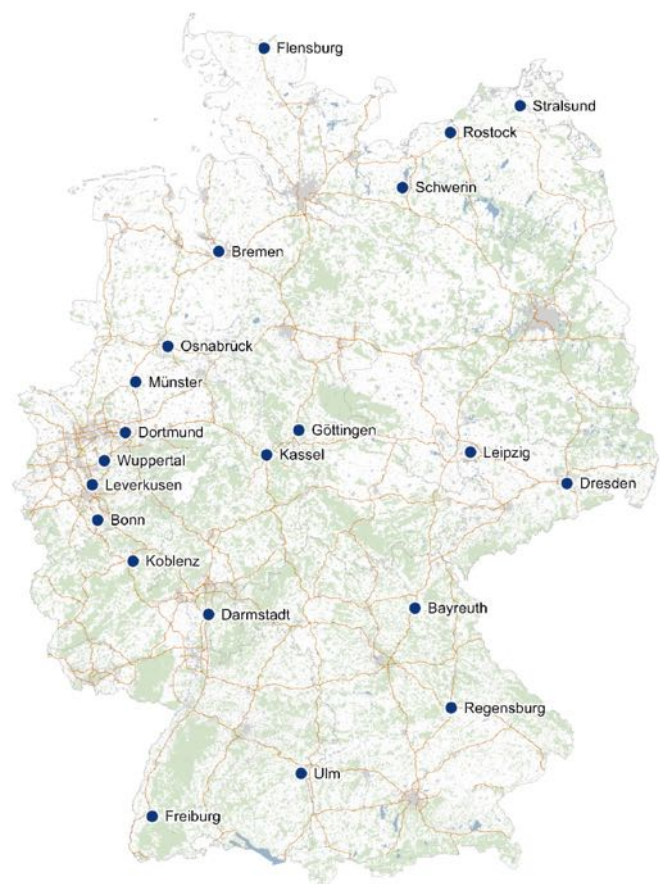 Flensburg
Stralsund
Rostock
Schwerin
Bremen
Osnabrück
Münster
Dortmund
Göttingen
Kassel
Leipzig
Wuppertal
Leverkusen
Dresden
Bonn
Koblenz
Darmstadt
Bayreuth
Regensburg
Ulm
Freiburg